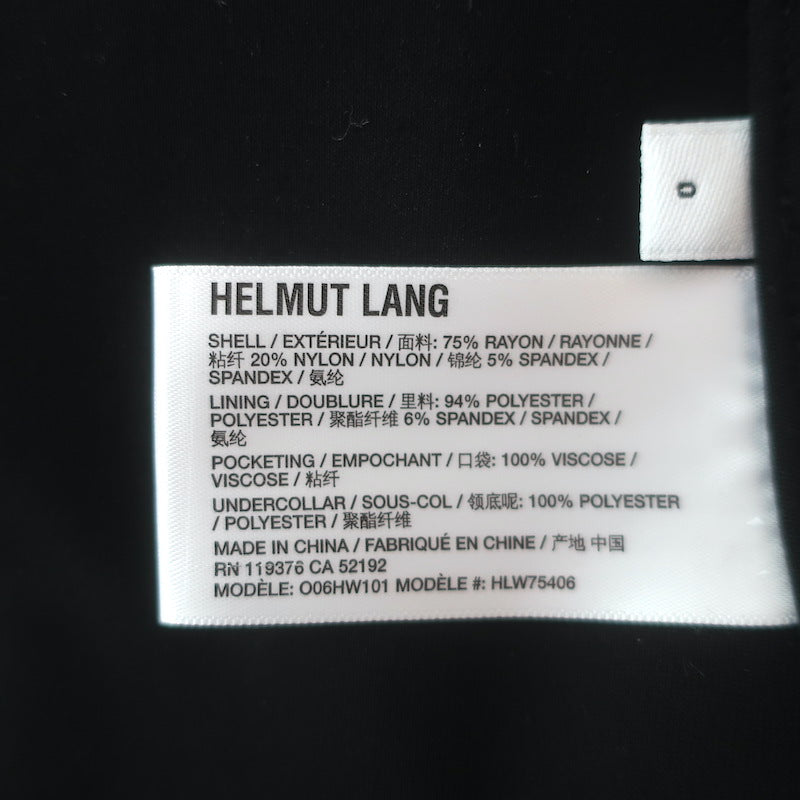 0
HELMUT LANG
SHELL / EXTÉRIEUR / 面料: 75% RAYON / RAYONNE /
粘纤 20% NYLON / NYLON / 锦纶 5% SPANDEX /
SPANDEX / 氨纶
LINING / DOUBLURE / 里料: 94% POLYESTER /
POLYESTER / 聚酯纤维 6% SPANDEX / SPANDEX /
氨纶
POCKETING / EMPOCHANT / 口袋: 100% VISCOSE /
VISCOSE / 粘纤
UNDERCOLLAR / SOUS-COL / 领底呢: 100% POLYESTER
/ POLYESTER / 聚酯纤维
MADE IN CHINA / FABRIQUÉ EN CHINE / 产地 中国
RN 119376 CA 52192
MODÈLE: O06HW101 MODÈLE #: HLW75406